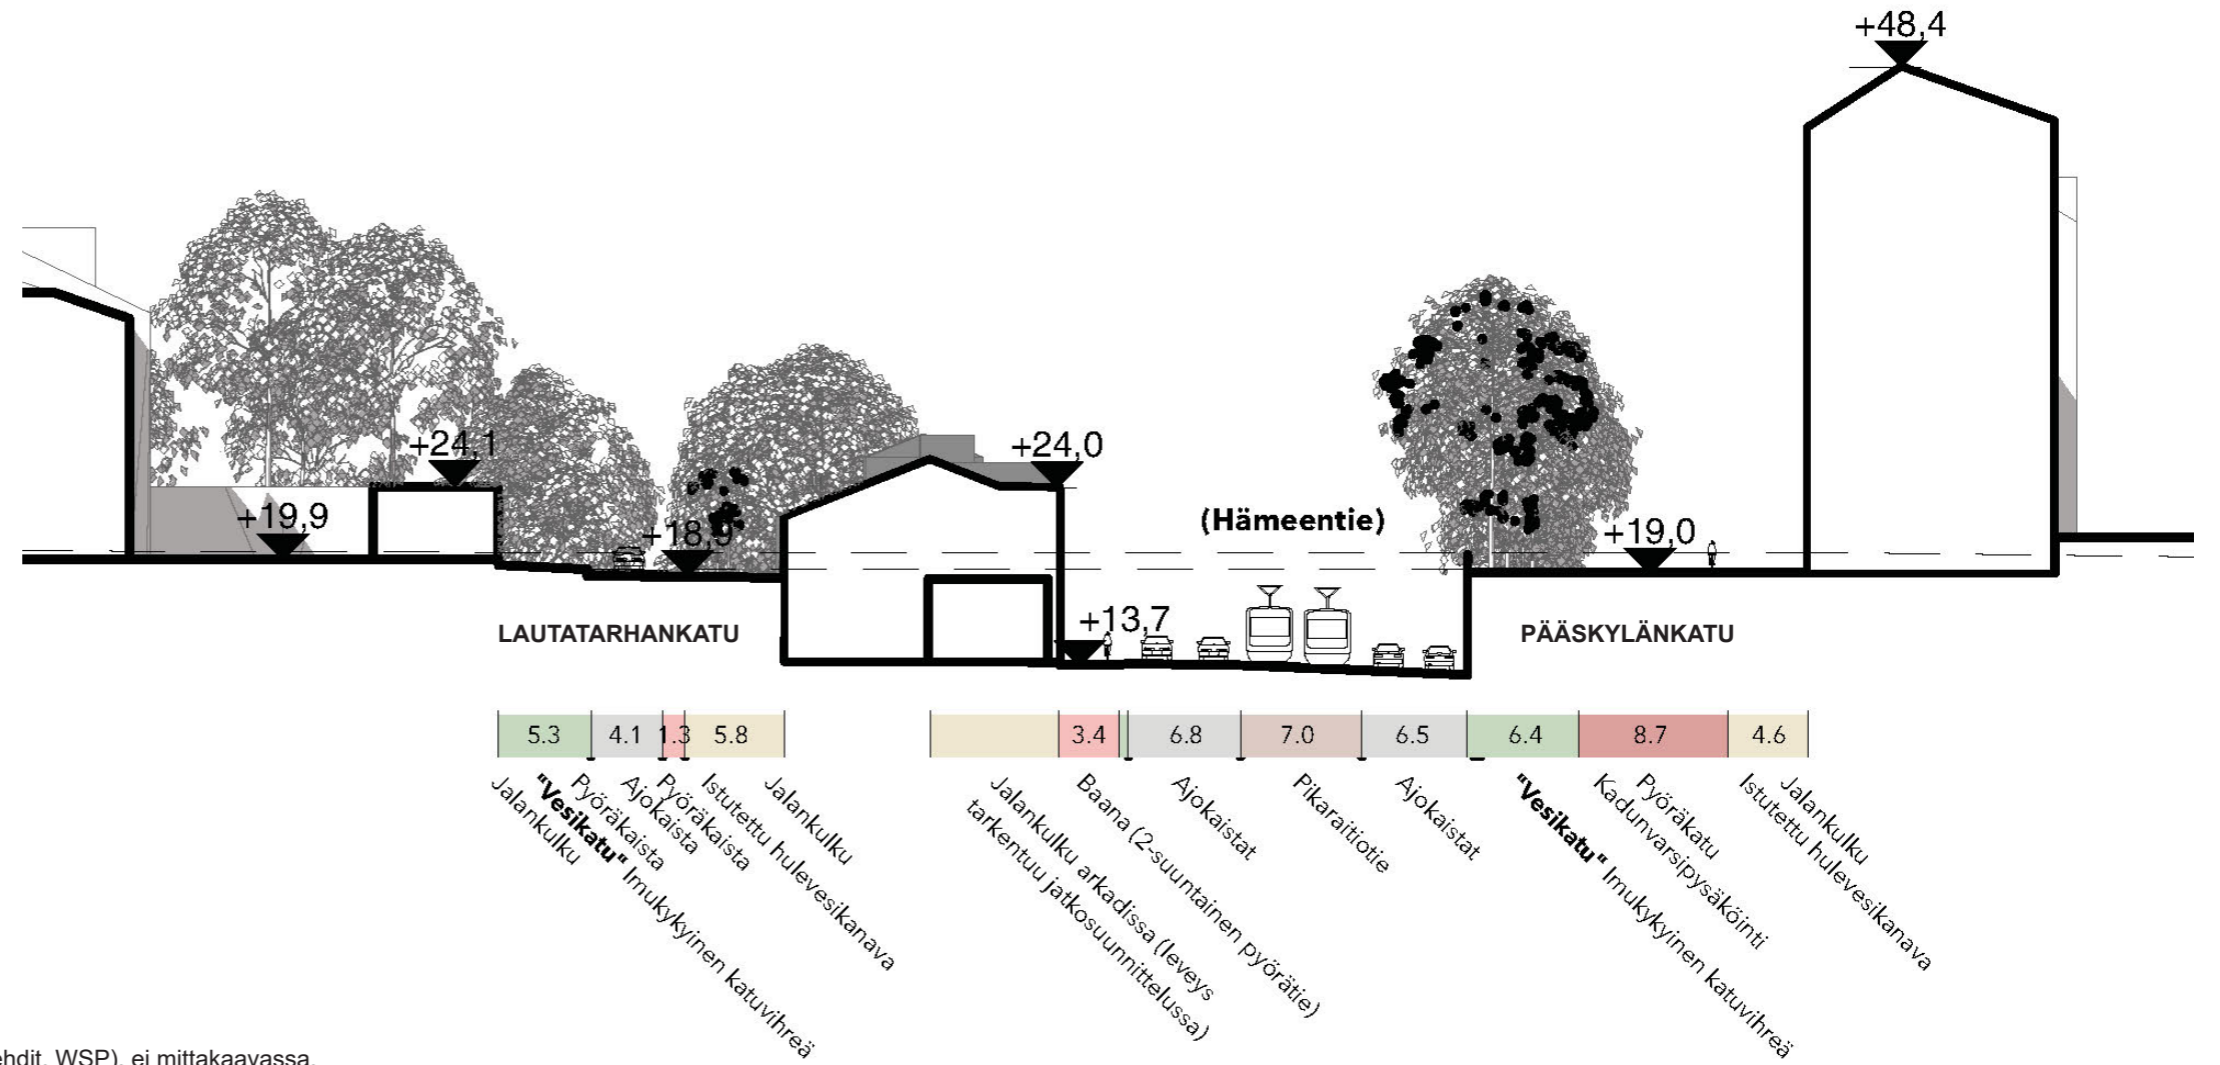 +48,4
+24,1
+24,0
+19,9
+18,9
(Hämeentie)
+19,0
+13,7
LAUTATARHANKATU
PÄÄSKYLÄNKATU
5.3
4.1
1.3
5.8
3.4
6.8
7.0
6.5
6.4
8.7
4.6
Jalankulku
"Vesikatu" Imukykyinen katuvihreä
Pyöräkaista
Ajokaista
Pyöräkaista
Istutettu hulevesikanava
Jalankulku
Jalankulku arkadissa (leveys
tarkentuu jatkosuunnittelussa)
Baana (2-suuntainen pyörätie)
Ajokaistat
Pikaraitiotie
Ajokaistat
"Vesikatu" Imukykyinen katuvihreä
Kadunvarsipysäköinti
Pyöräkatu
Istutettu hulevesikanava
Jalankulku
ehdit, WSP), ei mittakaavassa.